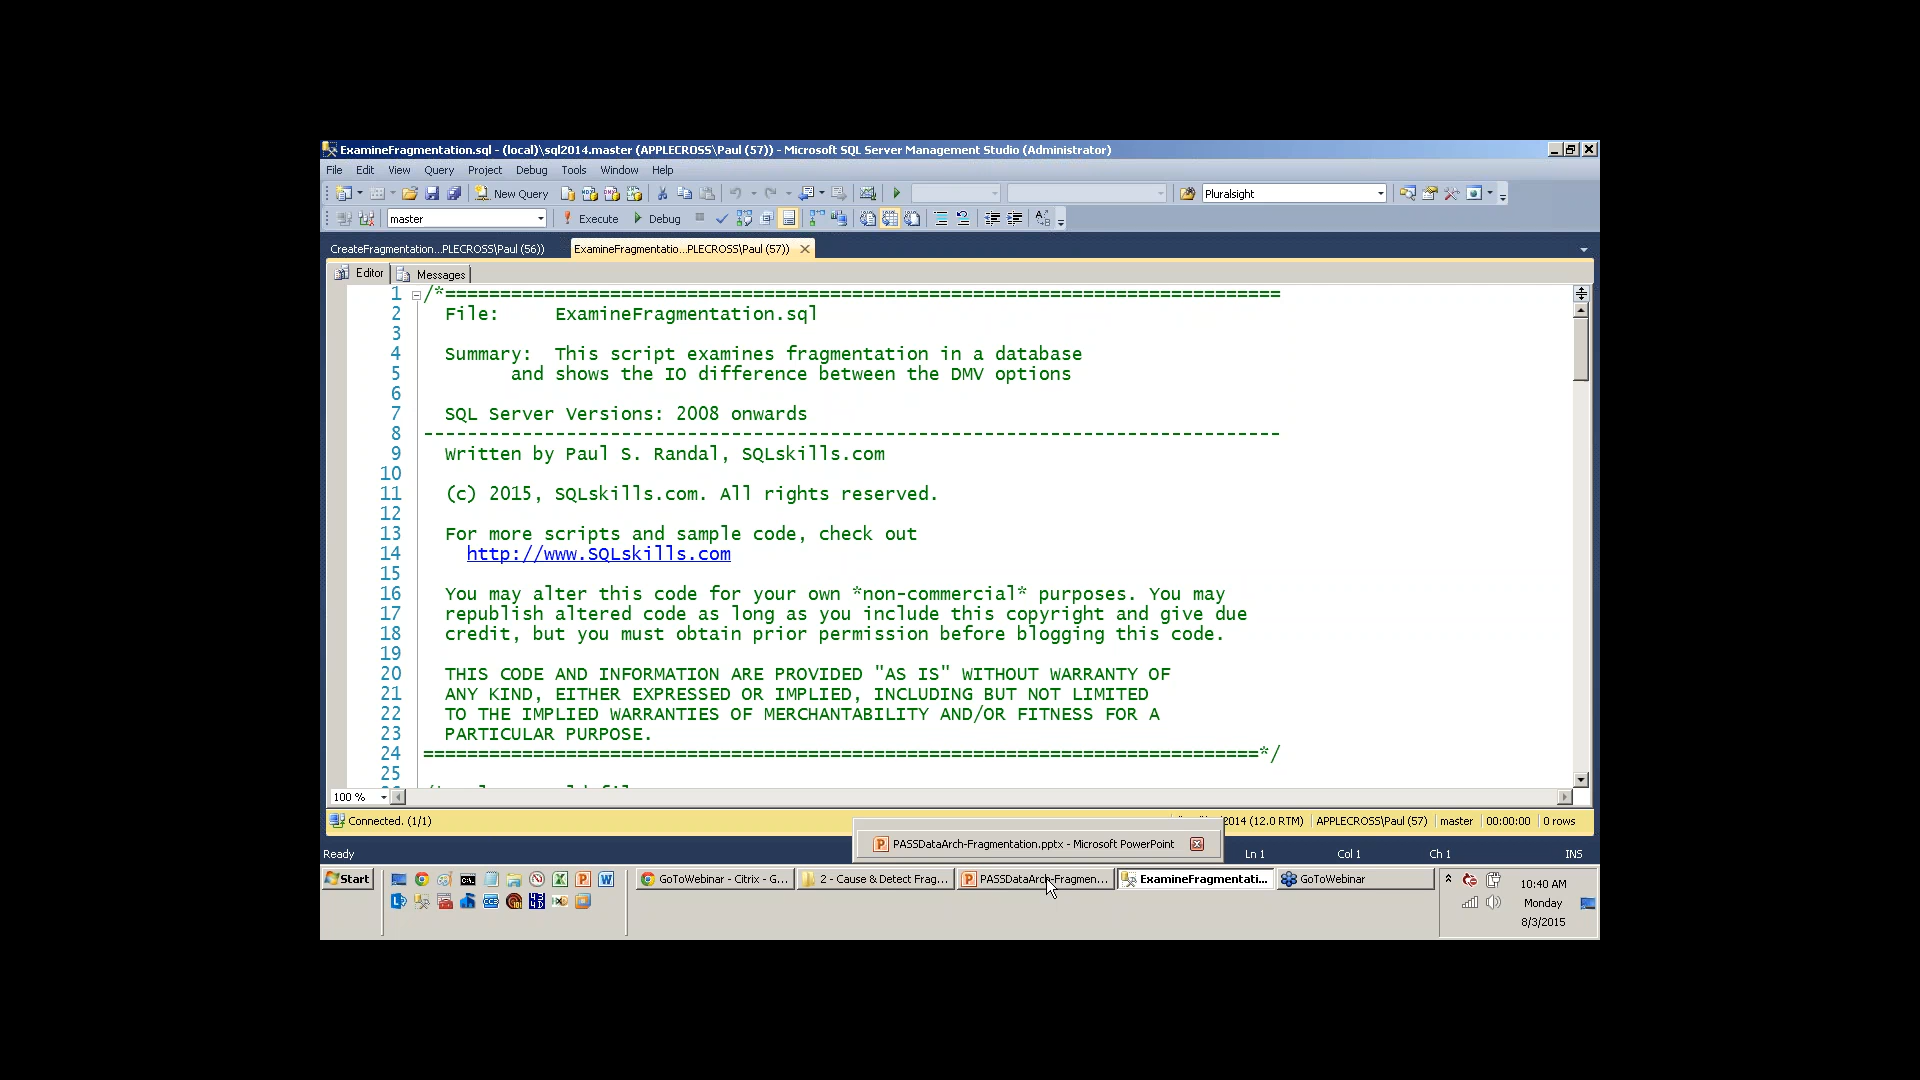 ExamineFragmentation.sql - (local)\sql2014.master (APPLECROSS\Paul (57)) - Microsoft SQL Server Management Studio (Administrator)
File Edit View Query Project Debug Tools Window Help
New Query Pluralsight
master Execute Debug
CreateFragmentation...PLECROSS\Paul (56)) ExamineFragmentatio...PLECROSS\Paul (57))
Editor Messages
1 /*============================================================================
2 File: ExamineFragmentation.sql
3
4 Summary: This script examines fragmentation in a database
5 and shows the IO difference between the DMV options
6
7 SQL Server Versions: 2008 onwards
8 ------------------------------------------------------------------------------
9 Written by Paul S. Randal, SQLskills.com
10
11 (c) 2015, SQLskills.com. All rights reserved.
12
13 For more scripts and sample code, check out
14 http://www.SQLskills.com
15
16 You may alter this code for your own *non-commercial* purposes. You may
17 republish altered code as long as you include this copyright and give due
18 credit, but you must obtain prior permission before blogging this code.
19
20 THIS CODE AND INFORMATION ARE PROVIDED "AS IS" WITHOUT WARRANTY OF
21 ANY KIND, EITHER EXPRESSED OR IMPLIED, INCLUDING BUT NOT LIMITED
22 TO THE IMPLIED WARRANTIES OF MERCHANTABILITY AND/OR FITNESS FOR A
23 PARTICULAR PURPOSE.
24 ============================================================================*/
25
100 %
Connected. (1/1) 2014 (12.0 RTM) APPLECROSS\Paul (57) master 00:00:00 0 rows
PASSDataArch-Fragmentation.pptx - Microsoft PowerPoint
Ready Ln 1 Col 1 Ch 1 INS
Start GoToWebinar - Citrix - G... 2 - Cause & Detect Frag... PASSDataArch-Fragmen... ExamineFragmentati... GoToWebinar
10:40 AM
Monday
8/3/2015